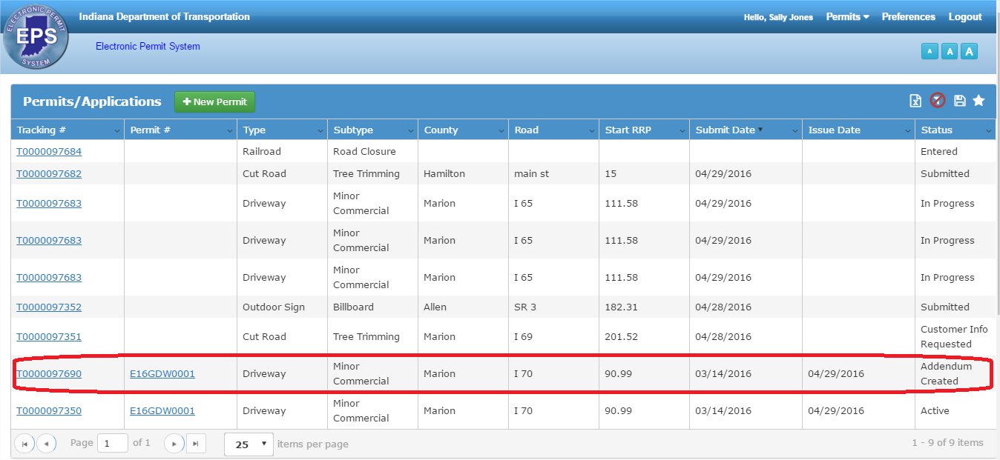 Indiana Department of Transportation
Hello, Sally Jones Permits Preferences Logout
ELECTRONIC PERMIT
EPS
SYSTEM
Electronic Permit System
A A A
Permits/Applications + New Permit
Tracking # Permit # Type Subtype County Road Start RRP Submit Date Issue Date Status
T0000097684 Railroad Road Closure Entered
T0000097682 Cut Road Tree Trimming Hamilton main st 15 04/29/2016 Submitted
T0000097683 Driveway Minor Commercial Marion I 65 111.58 04/29/2016 In Progress
T0000097683 Driveway Minor Commercial Marion I 65 111.58 04/29/2016 In Progress
T0000097683 Driveway Minor Commercial Marion I 65 111.58 04/29/2016 In Progress
T0000097352 Outdoor Sign Billboard Allen SR 3 182.31 04/28/2016 Submitted
T0000097351 Cut Road Tree Trimming Marion I 69 201.52 04/28/2016 Customer Info Requested
T0000097690 E16GDW0001 Driveway Minor Commercial Marion I 70 90.99 03/14/2016 04/29/2016 Addendum Created
T0000097350 E16GDW0001 Driveway Minor Commercial Marion I 70 90.99 03/14/2016 04/29/2016 Active
Page 1 of 1 25 items per page 1 - 9 of 9 items